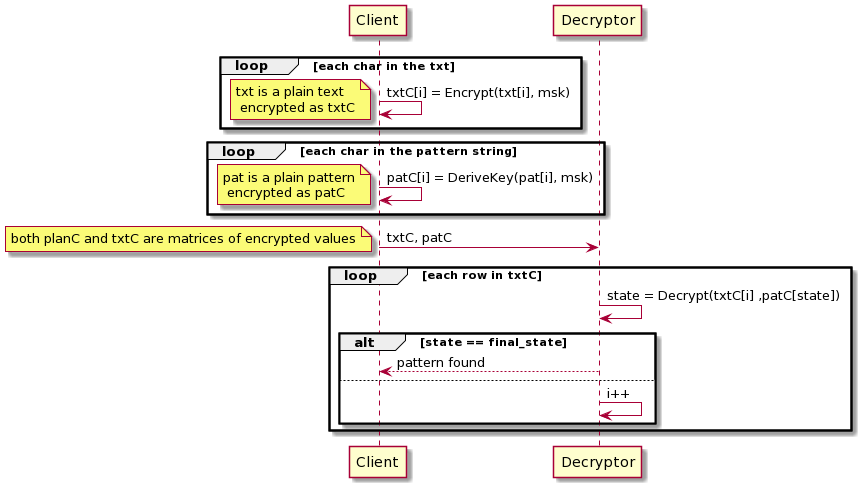 Client
Decryptor
loop
[each char in the txt]
txt is a plain text
encrypted as txtC
txtC[i] = Encrypt(txt[i], msk)
loop
[each char in the pattern string]
pat is a plain pattern
encrypted as patC
patC[i] = DeriveKey(pat[i], msk)
both planC and txtC are matrices of encrypted values
txtC, patC
loop
[each row in txtC]
state = Decrypt(txtC[i] ,patC[state])
alt
[state == final_state]
pattern found
i++
Client
Decryptor